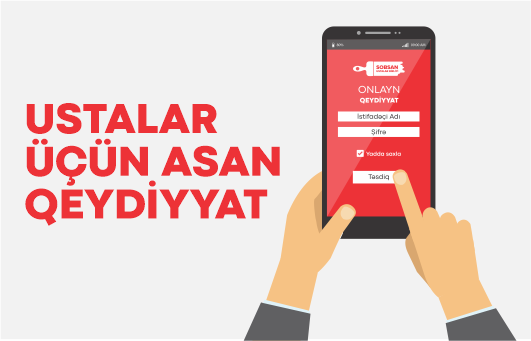 USTALAR
ÜÇÜN ASAN
QEYDİYYAT
SOBSAN
ONLAYN
QEYDİYYAT
İstifadəçi Adı
Şifrə
Yadda saxla
Təsdiq